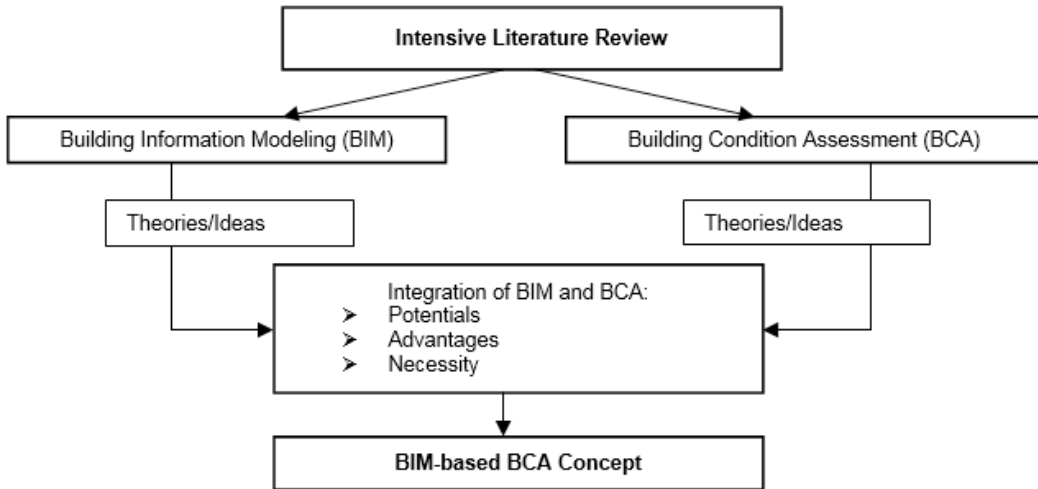 Intensive Literature Review
Building Information Modeling (BIM)
Building Condition Assessment (BCA)
Theories/Ideas
Theories/Ideas
Integration of BIM and BCA:
➢ Potentials
➢ Advantages
➢ Necessity
BIM-based BCA Concept